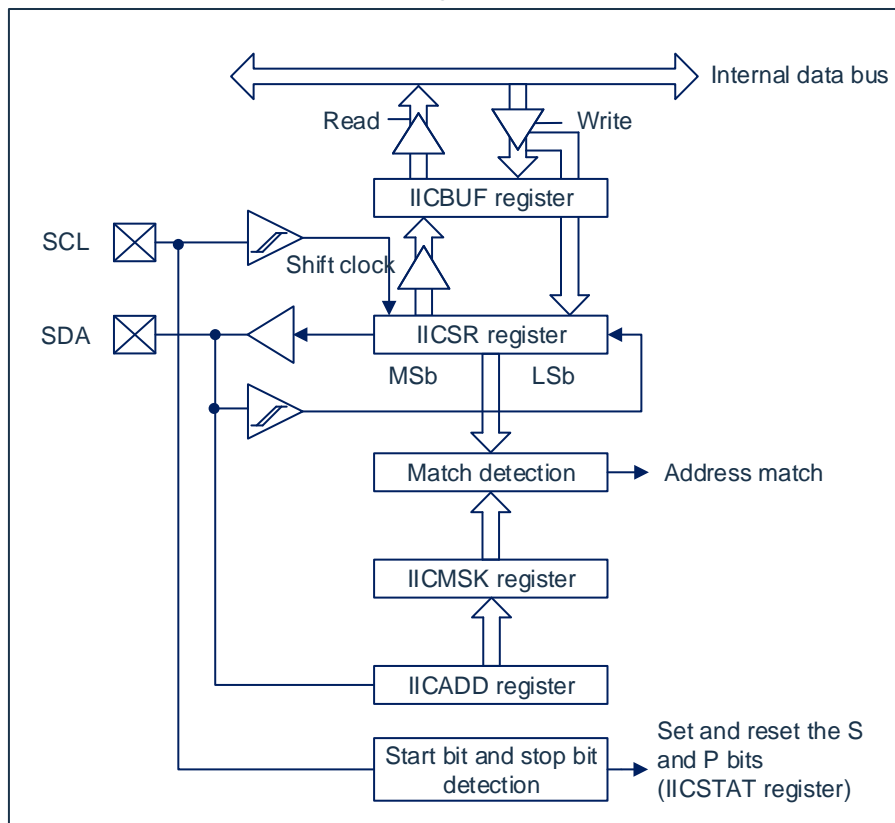 Internal data bus
Read
Write
IICBUF register
SCL
Shift clock
SDA
IICSR register
MSb
LSb
Match detection
Address match
IICMSK register
IICADD register
Start bit and stop bit
detection
Set and reset the S
and P bits
(IICSTAT register)